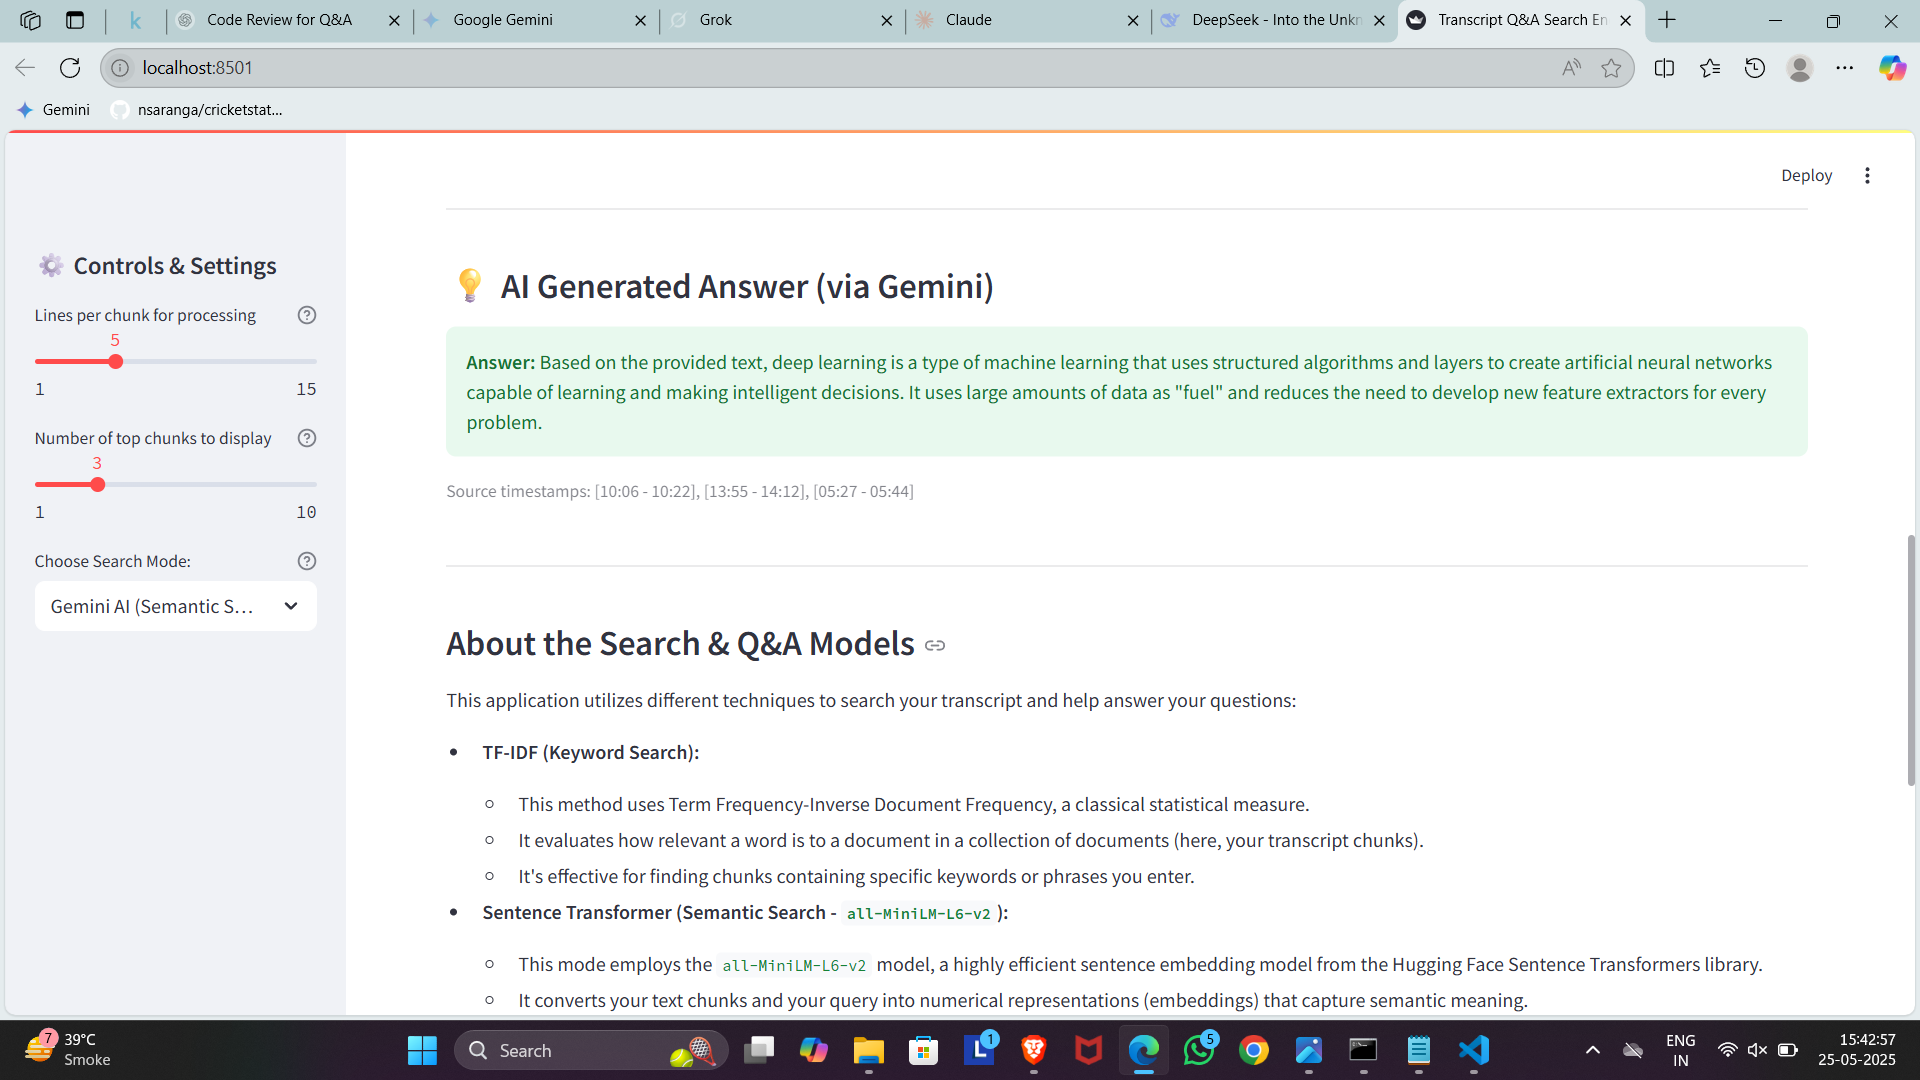 Code Review for Q&A
Google Gemini
Grok
Claude
DeepSeek - Into the Unkn
Transcript Q&A Search En
localhost:8501
Gemini
nsaranga/cricketstat...
Deploy
Controls & Settings
Lines per chunk for processing
5
1 15
Number of top chunks to display
3
1 10
Choose Search Mode:
Gemini AI (Semantic S...
AI Generated Answer (via Gemini)
Answer: Based on the provided text, deep learning is a type of machine learning that uses structured algorithms and layers to create artificial neural networks
capable of learning and making intelligent decisions. It uses large amounts of data as "fuel" and reduces the need to develop new feature extractors for every
problem.
Source timestamps: [10:06 - 10:22], [13:55 - 14:12], [05:27 - 05:44]
About the Search & Q&A Models
This application utilizes different techniques to search your transcript and help answer your questions:
• TF-IDF (Keyword Search):
◦ This method uses Term Frequency-Inverse Document Frequency, a classical statistical measure.
◦ It evaluates how relevant a word is to a document in a collection of documents (here, your transcript chunks).
◦ It's effective for finding chunks containing specific keywords or phrases you enter.
• Sentence Transformer (Semantic Search - all-MiniLM-L6-v2 ):
◦ This mode employs the all-MiniLM-L6-v2 model, a highly efficient sentence embedding model from the Hugging Face Sentence Transformers library.
◦ It converts your text chunks and your query into numerical representations (embeddings) that capture semantic meaning.
7
39°C
Smoke
Search
L
1
5
ENG
IN
15:42:57
25-05-2025